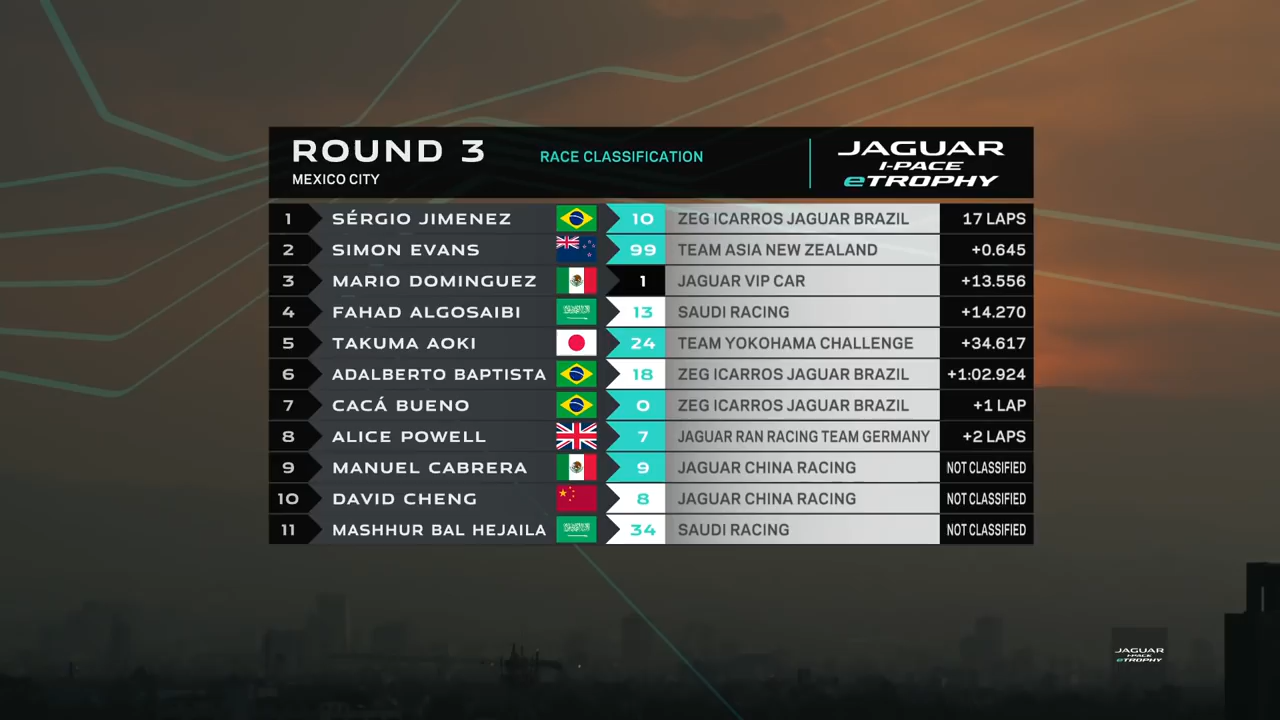 ROUND 3
MEXICO CITY
RACE CLASSIFICATION
JAGUAR
I-PACE
eTROPHY
1 SÉRGIO JIMENEZ 10 ZEG ICARROS JAGUAR BRAZIL 17 LAPS
2 SIMON EVANS 99 TEAM ASIA NEW ZEALAND +0.645
3 MARIO DOMINGUEZ 1 JAGUAR VIP CAR +13.556
4 FAHAD ALGOSAIBI 13 SAUDI RACING +14.270
5 TAKUMA AOKI 24 TEAM YOKOHAMA CHALLENGE +34.617
6 ADALBERTO BAPTISTA 18 ZEG ICARROS JAGUAR BRAZIL +1:02.924
7 CACÁ BUENO 0 ZEG ICARROS JAGUAR BRAZIL +1 LAP
8 ALICE POWELL 7 JAGUAR RAN RACING TEAM GERMANY +2 LAPS
9 MANUEL CABRERA 9 JAGUAR CHINA RACING NOT CLASSIFIED
10 DAVID CHENG 8 JAGUAR CHINA RACING NOT CLASSIFIED
11 MASHHUR BAL HEJAILA 34 SAUDI RACING NOT CLASSIFIED
JAGUAR
I-PACE
eTROPHY